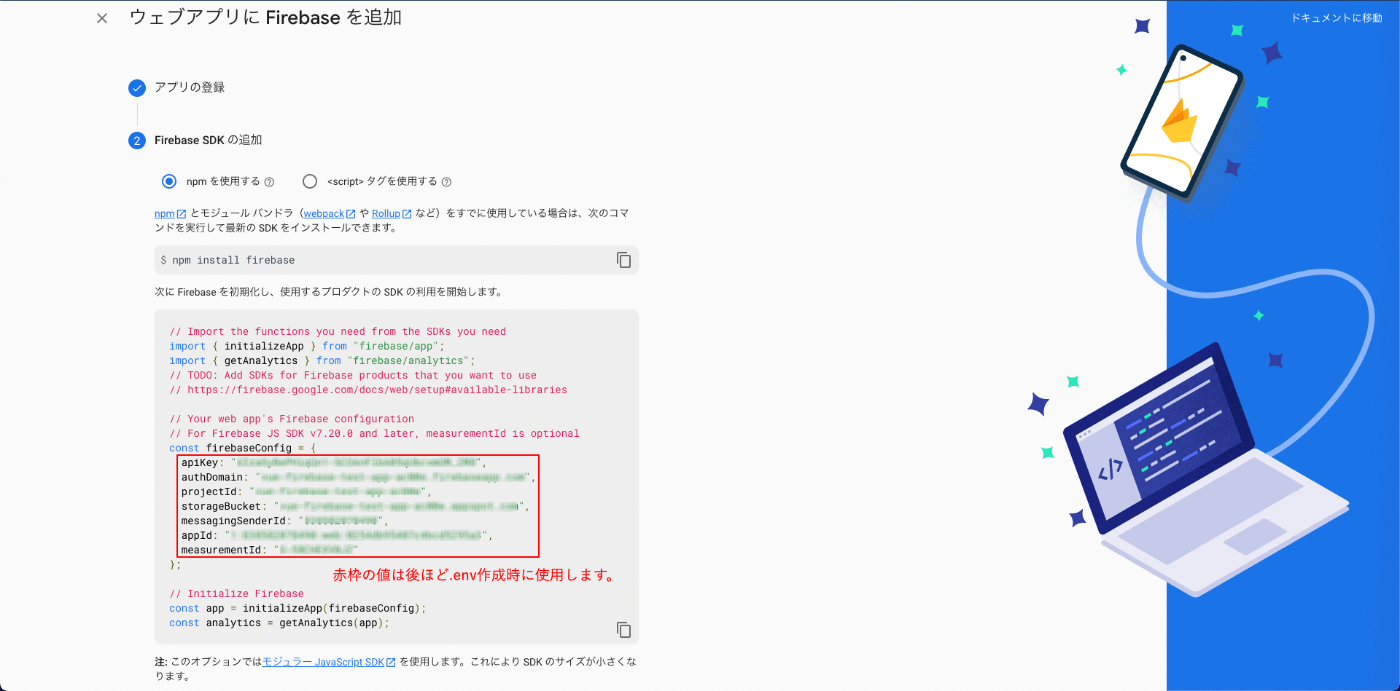 ウェブアプリに Firebase を追加
ドキュメントに移動
アプリの登録
2 Firebase SDK の追加
npm を使用する
<script> タグを使用する
npm とモジュール バンドラ（webpack や Rollup など）をすでに使用している場合は、次のコマ
ンドを実行して最新の SDK をインストールできます。
$ npm install firebase
次に Firebase を初期化し、使用するプロダクトの SDK の利用を開始します。
// Import the functions you need from the SDKs you need
import { initializeApp } from "firebase/app";
import { getAnalytics } from "firebase/analytics";
// TODO: Add SDKs for Firebase products that you want to use
// https://firebase.google.com/docs/web/setup#available-libraries
// Your web app's Firebase configuration
// For Firebase JS SDK v7.20.0 and later, measurementId is optional
const firebaseConfig = {
apiKey: "",
authDomain: "",
projectId: "",
storageBucket: "",
messagingSenderId: "",
appId: "",
measurementId: ""
};
赤枠の値は後ほど.env作成時に使用します。
// Initialize Firebase
const app = initializeApp(firebaseConfig);
const analytics = getAnalytics(app);
注: このオプションではモジュラー JavaScript SDK を使用します。これにより SDK のサイズが小さくな
ります。